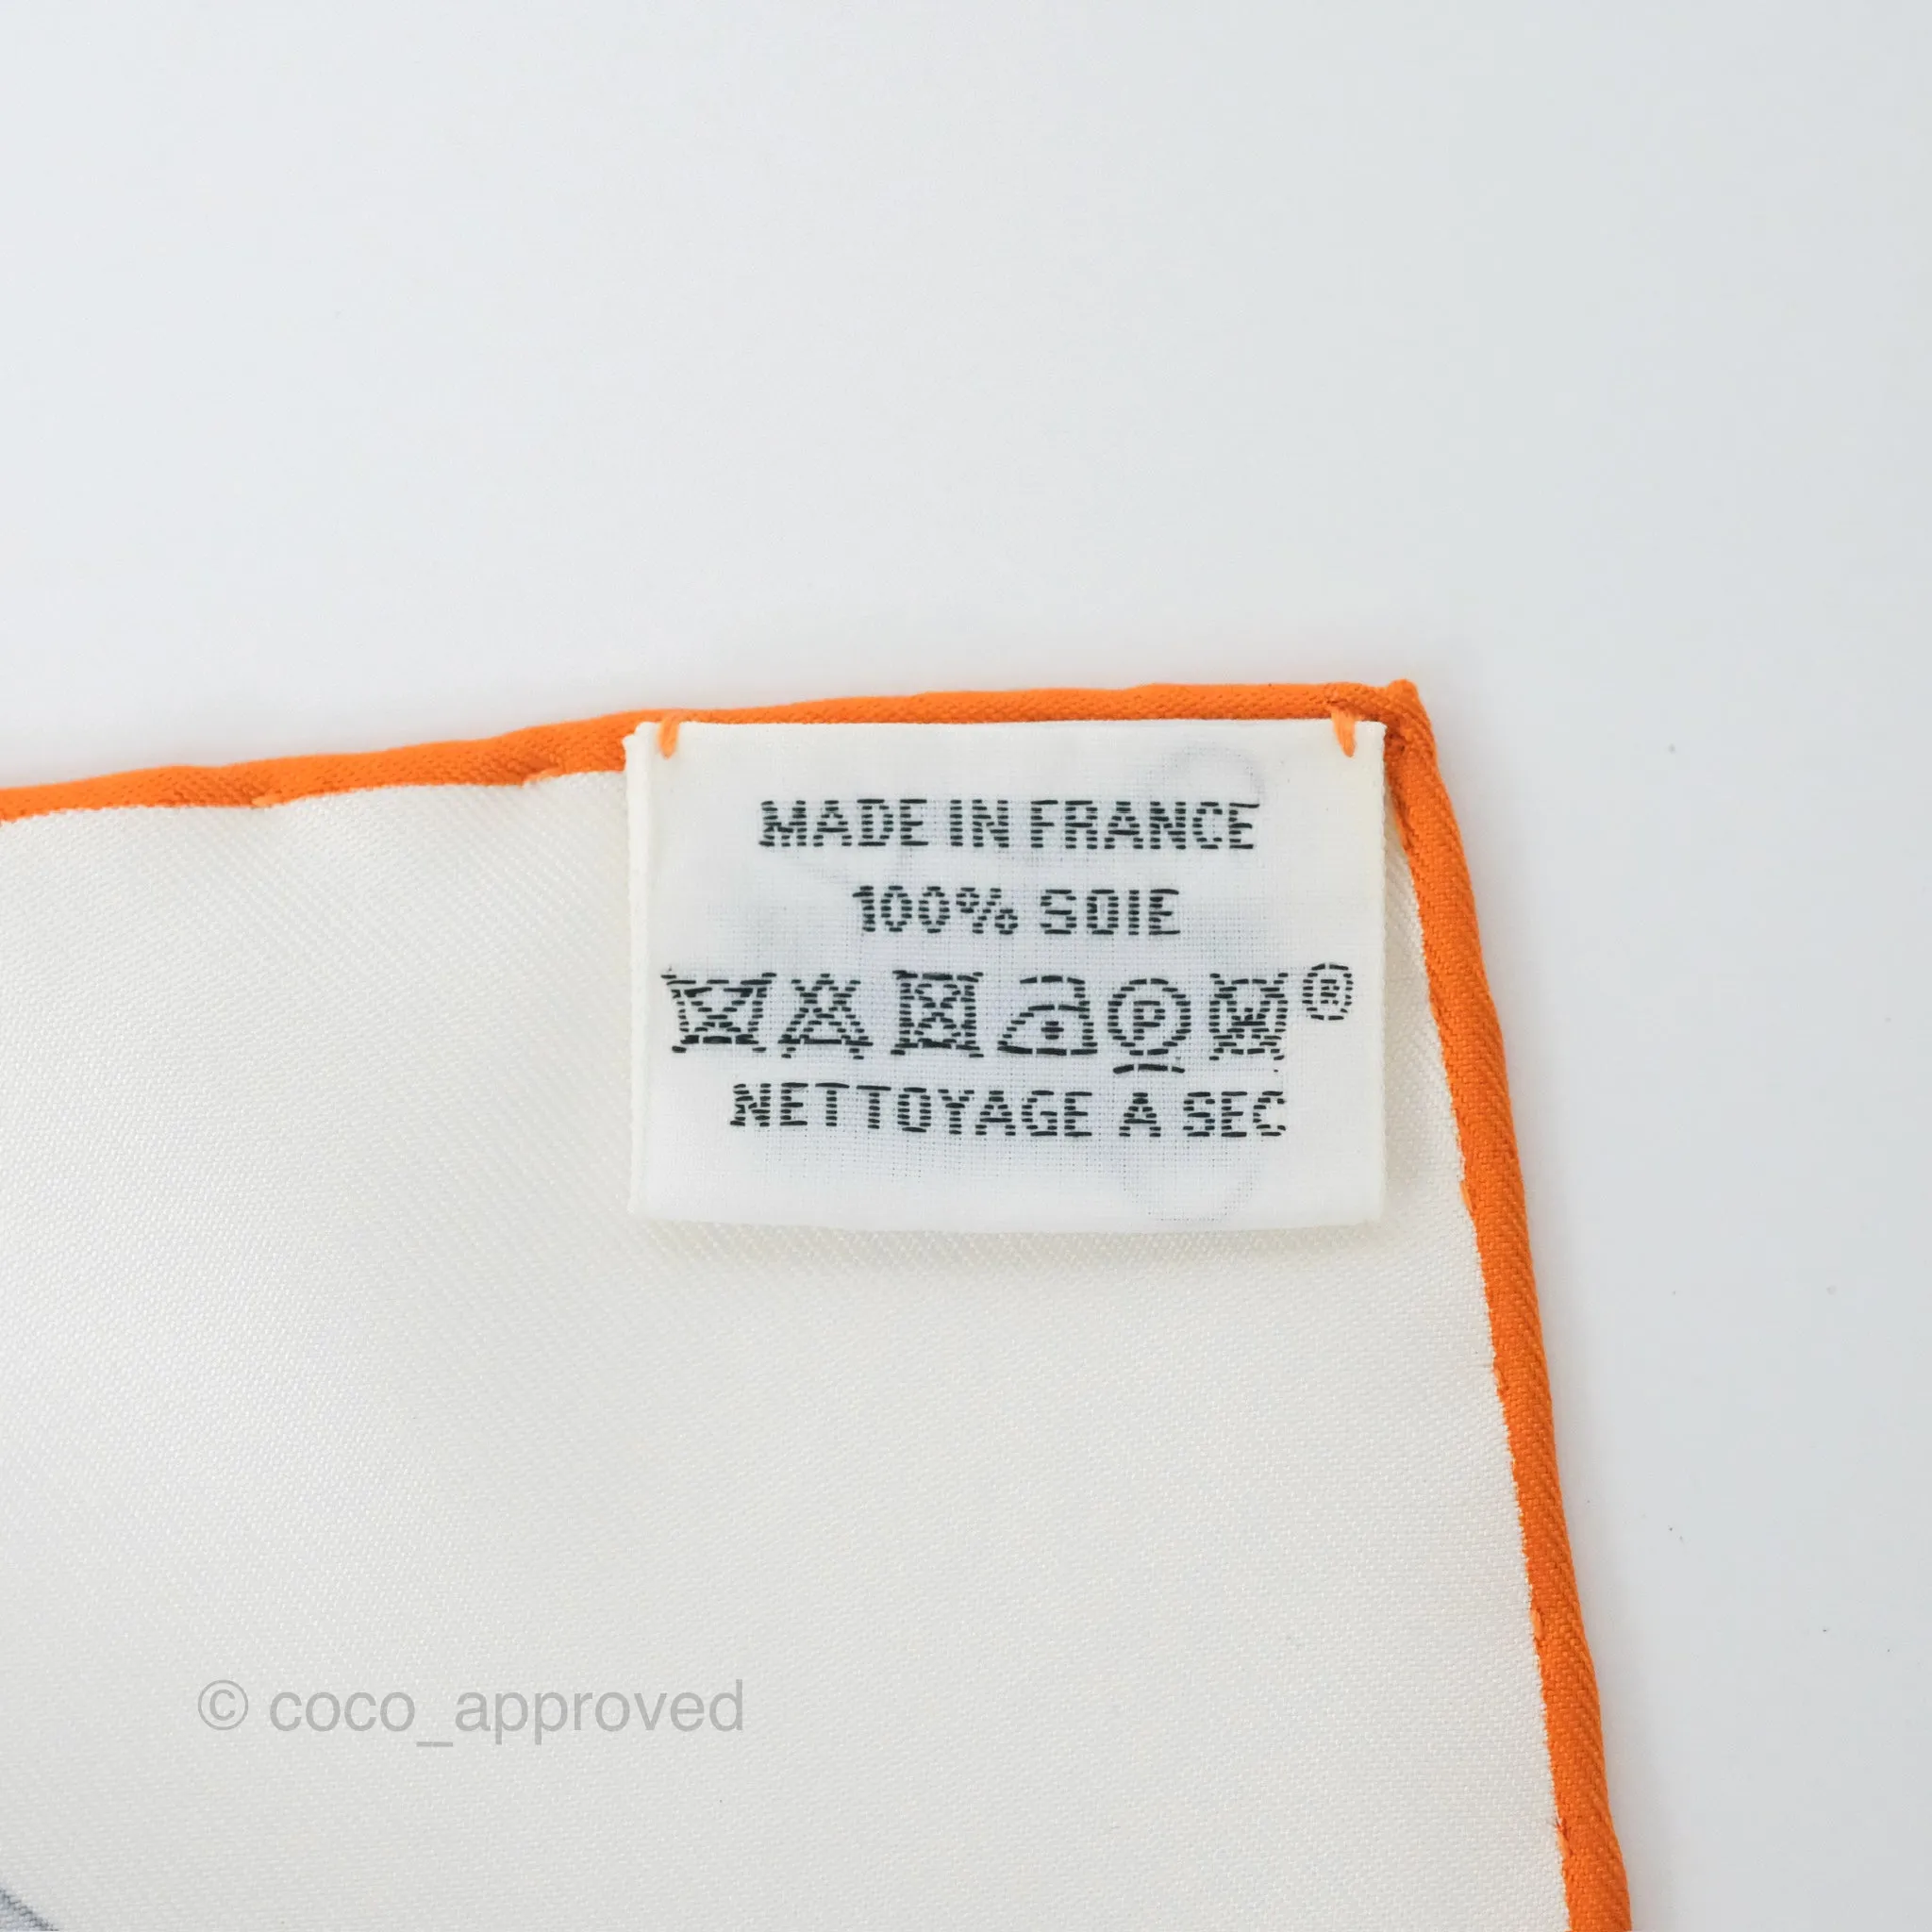 MADE IN FRANCE
100% SOIE
P W ®
NETTOYAGE A SEC
© coco_approved